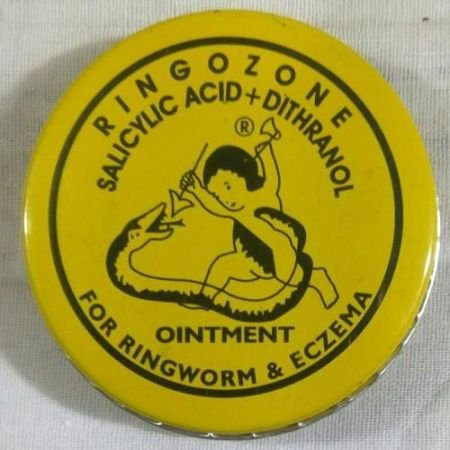 RINGOZONE
SALICYLIC ACID + DITHRANOL
®
OINTMENT
FOR RINGWORM & ECZEMA